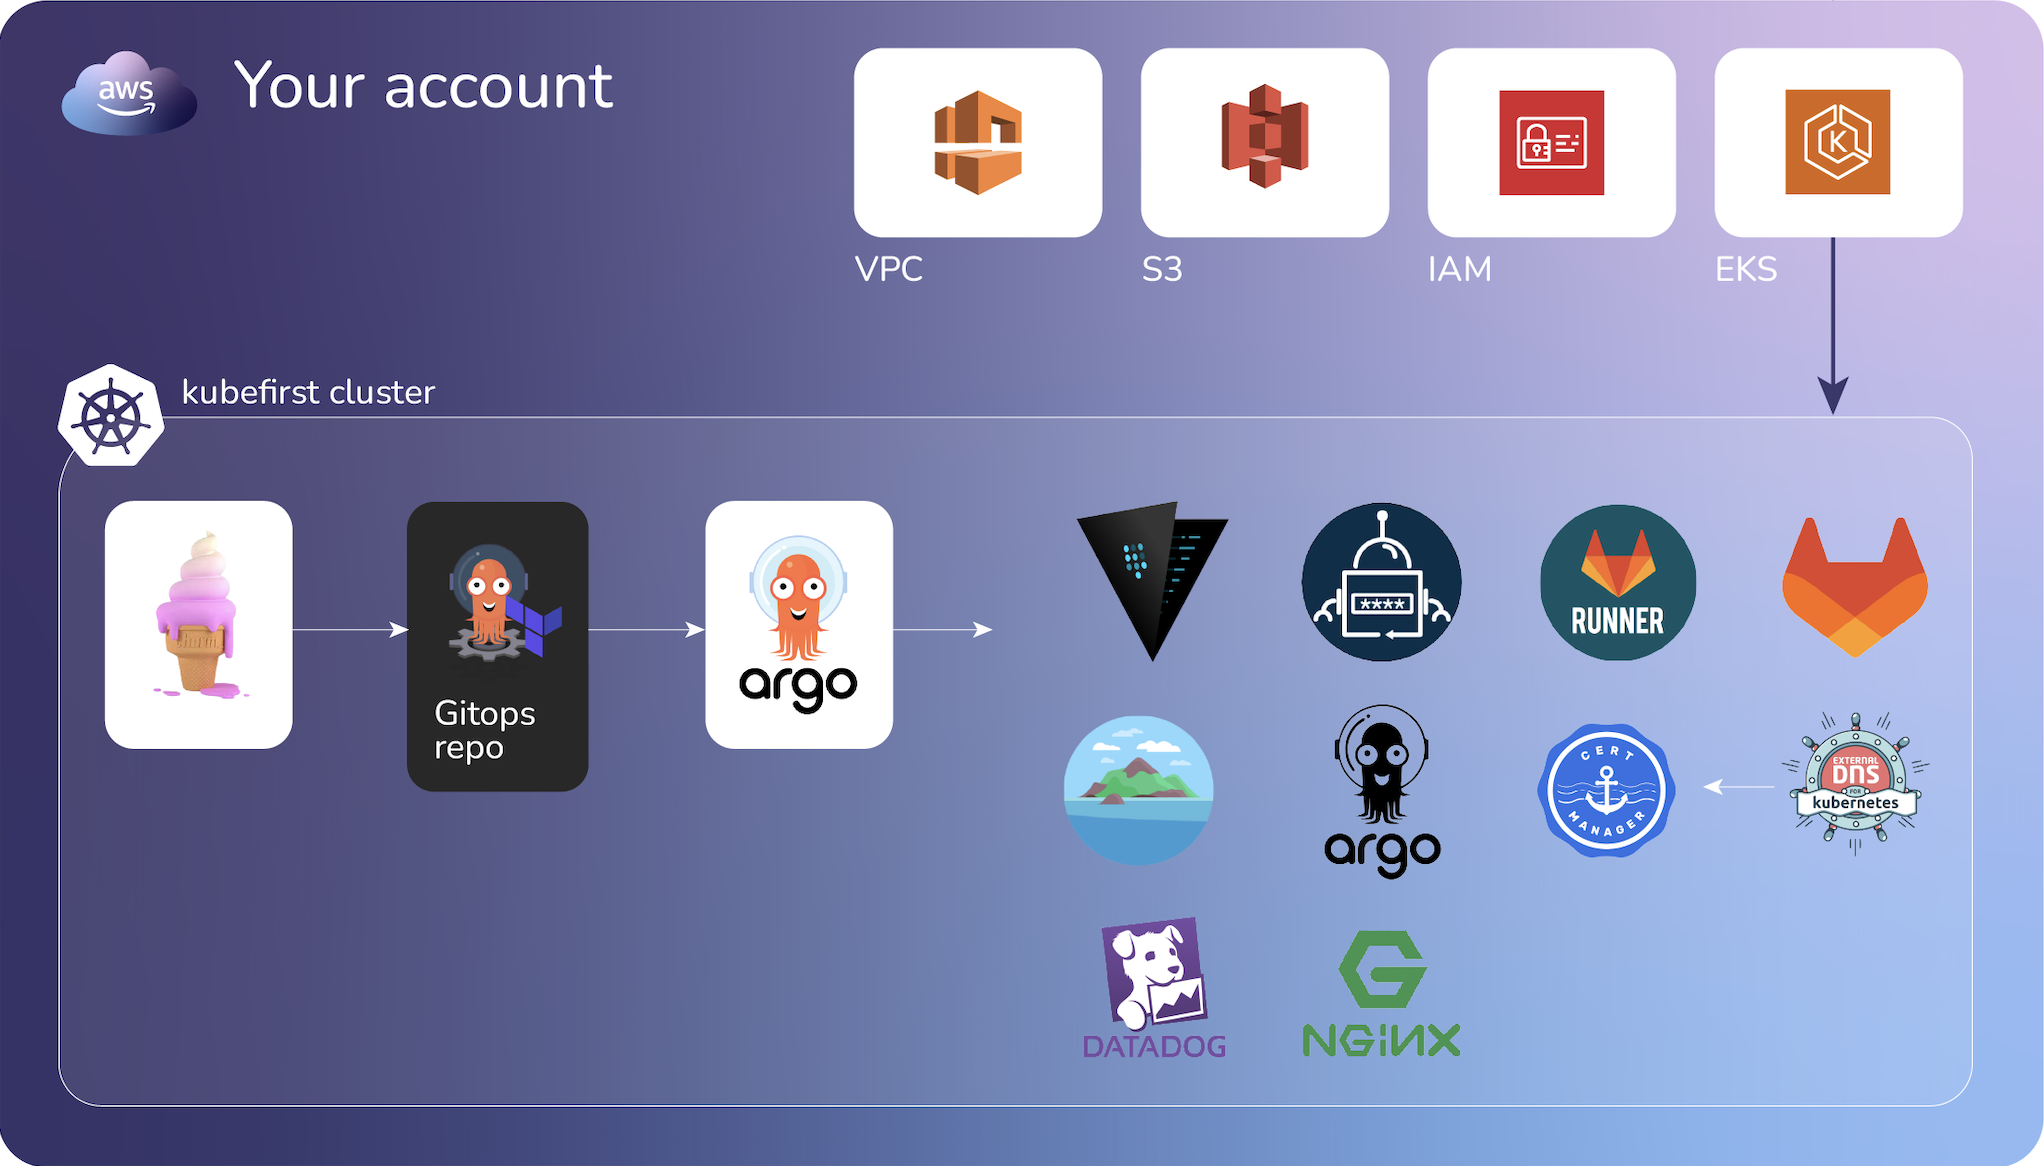 aws
Your account
VPC
S3
IAM
EKS
kubefirst cluster
Gitops
repo
argo
****
RUNNER
argo
CERT
MANAGER
EXTERNAL
DNS
FOR
kubernetes
DATADOG
NGINX
K